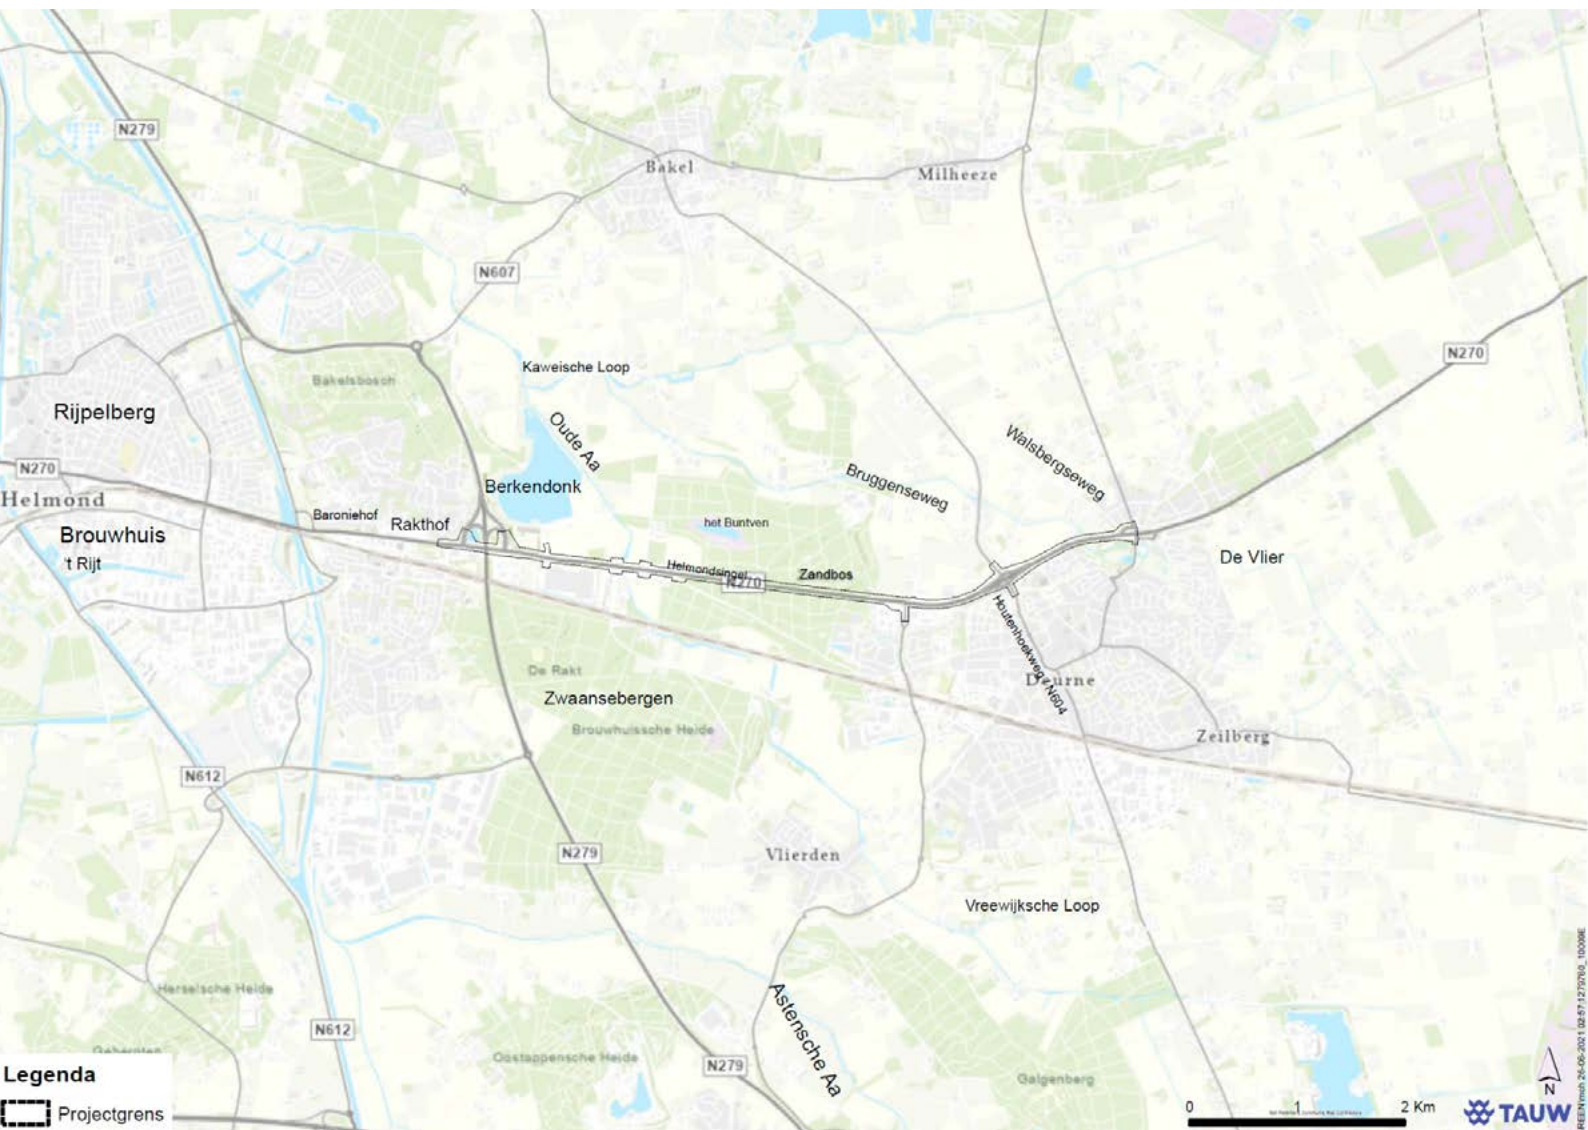 N279
Bakel
Milheeze
N607
N270
Kaweische Loop
Bakelsbosch
Rijpelberg
Oude Aa
Walsbergseweg
N270
Helmond
Berkendonk
Bruggenseweg
Baroniehof
Rakthof
het Buntven
Brouwhuis
't Rijt
De Vlier
Helmondsingel
N270
Zandbos
Houtenhoekweg N604
De Rakt
Deurne
Zwaansebergen
Brouwhuissche Heide
Zeilberg
N612
N279
Vlierden
Vreewijksche Loop
Herselsche Heide
Astensche Aa
N612
Oostappensche Heide
N279
Galgenberg
Legenda
Projectgrens
N
0 1 2 Km
TAUW